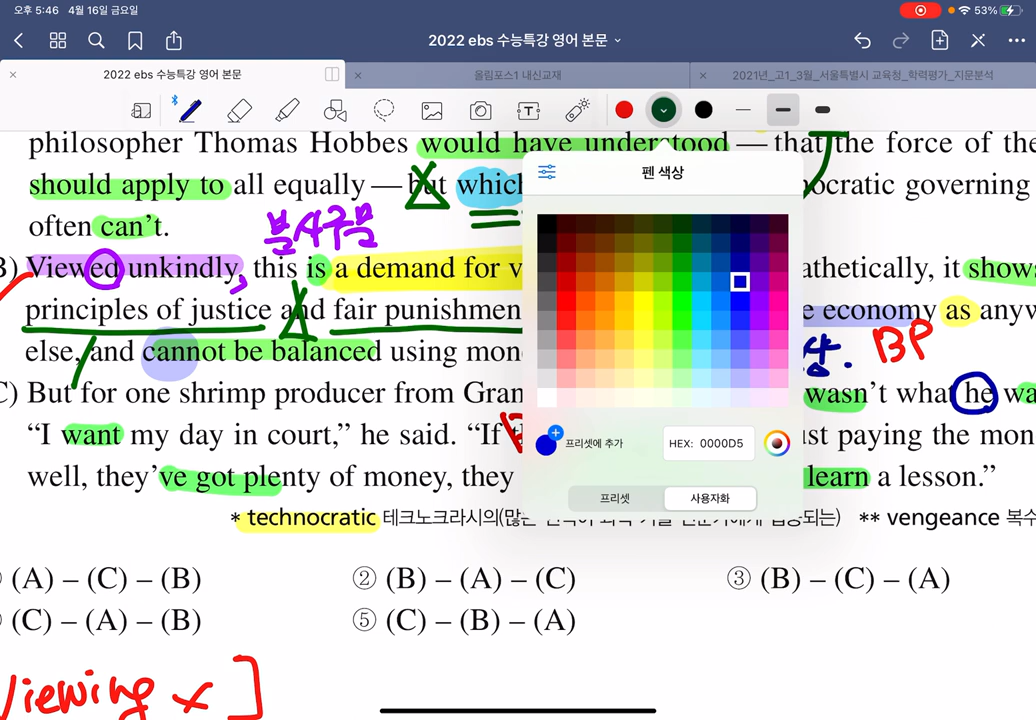 오후 5:46 4월 16일 금요일
53%
2022 ebs 수능특강 영어 본문
2022 ebs 수능특강 영어 본문
올림포스1 내신교재
2021년_고1_3월_서울특별시 교육청_학력평가_지문분석
philosopher Thomas Hobbes would have understood — that the force of the
펜 색상
should apply to all equally — but which
ocratic governing
often can't.
분사구문
B) Viewed unkindly, this is a demand for v
athetically, it shows
principles of justice and fair punishmen
e economy as anyw
else, and cannot be balanced using mon
상.
BP
C) But for one shrimp producer from Gran
wasn't what he wa
"I want my day in court," he said. "If t
ust paying the mon
프리셋에 추가
HEX: 0000D5
well, they've got plenty of money, they
learn a lesson."
프리셋
사용자화
* technocratic 테크노크라시의(많은
에게
되는) ** vengeance 복수
(A) – (C) – (B)
② (B) – (A) – (C)
③ (B) – (C) – (A)
(C) – (A) – (B)
⑤ (C) – (B) – (A)
Viewing x ]